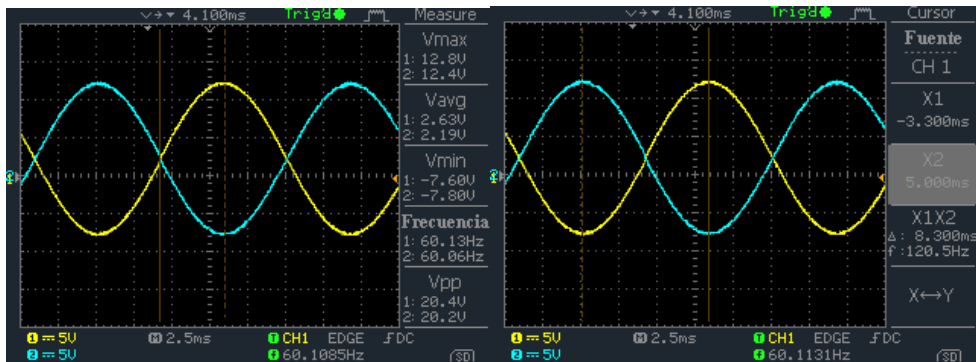 4.100ms Trig'd Measure
Vmax
1: 12.8V
2: 12.4V
Vavg
1: 2.63V
2: 2.19V
Vmin
1: -7.60V
2: -7.80V
Frecuencia
1: 60.13Hz
2: 60.06Hz
Vpp
1: 20.4V
2: 20.2V
1 5V M 2.5ms T CH1 EDGE DC
2 5V f 60.1085Hz SD
4.100ms Trig'd Cursor
Fuente
CH 1
X1
-3.300ms
X2
5.000ms
X1X2
Δ: 8.300ms
f :120.5Hz
X↔Y
1 5V M 2.5ms T CH1 EDGE DC
2 5V f 60.1131Hz SD